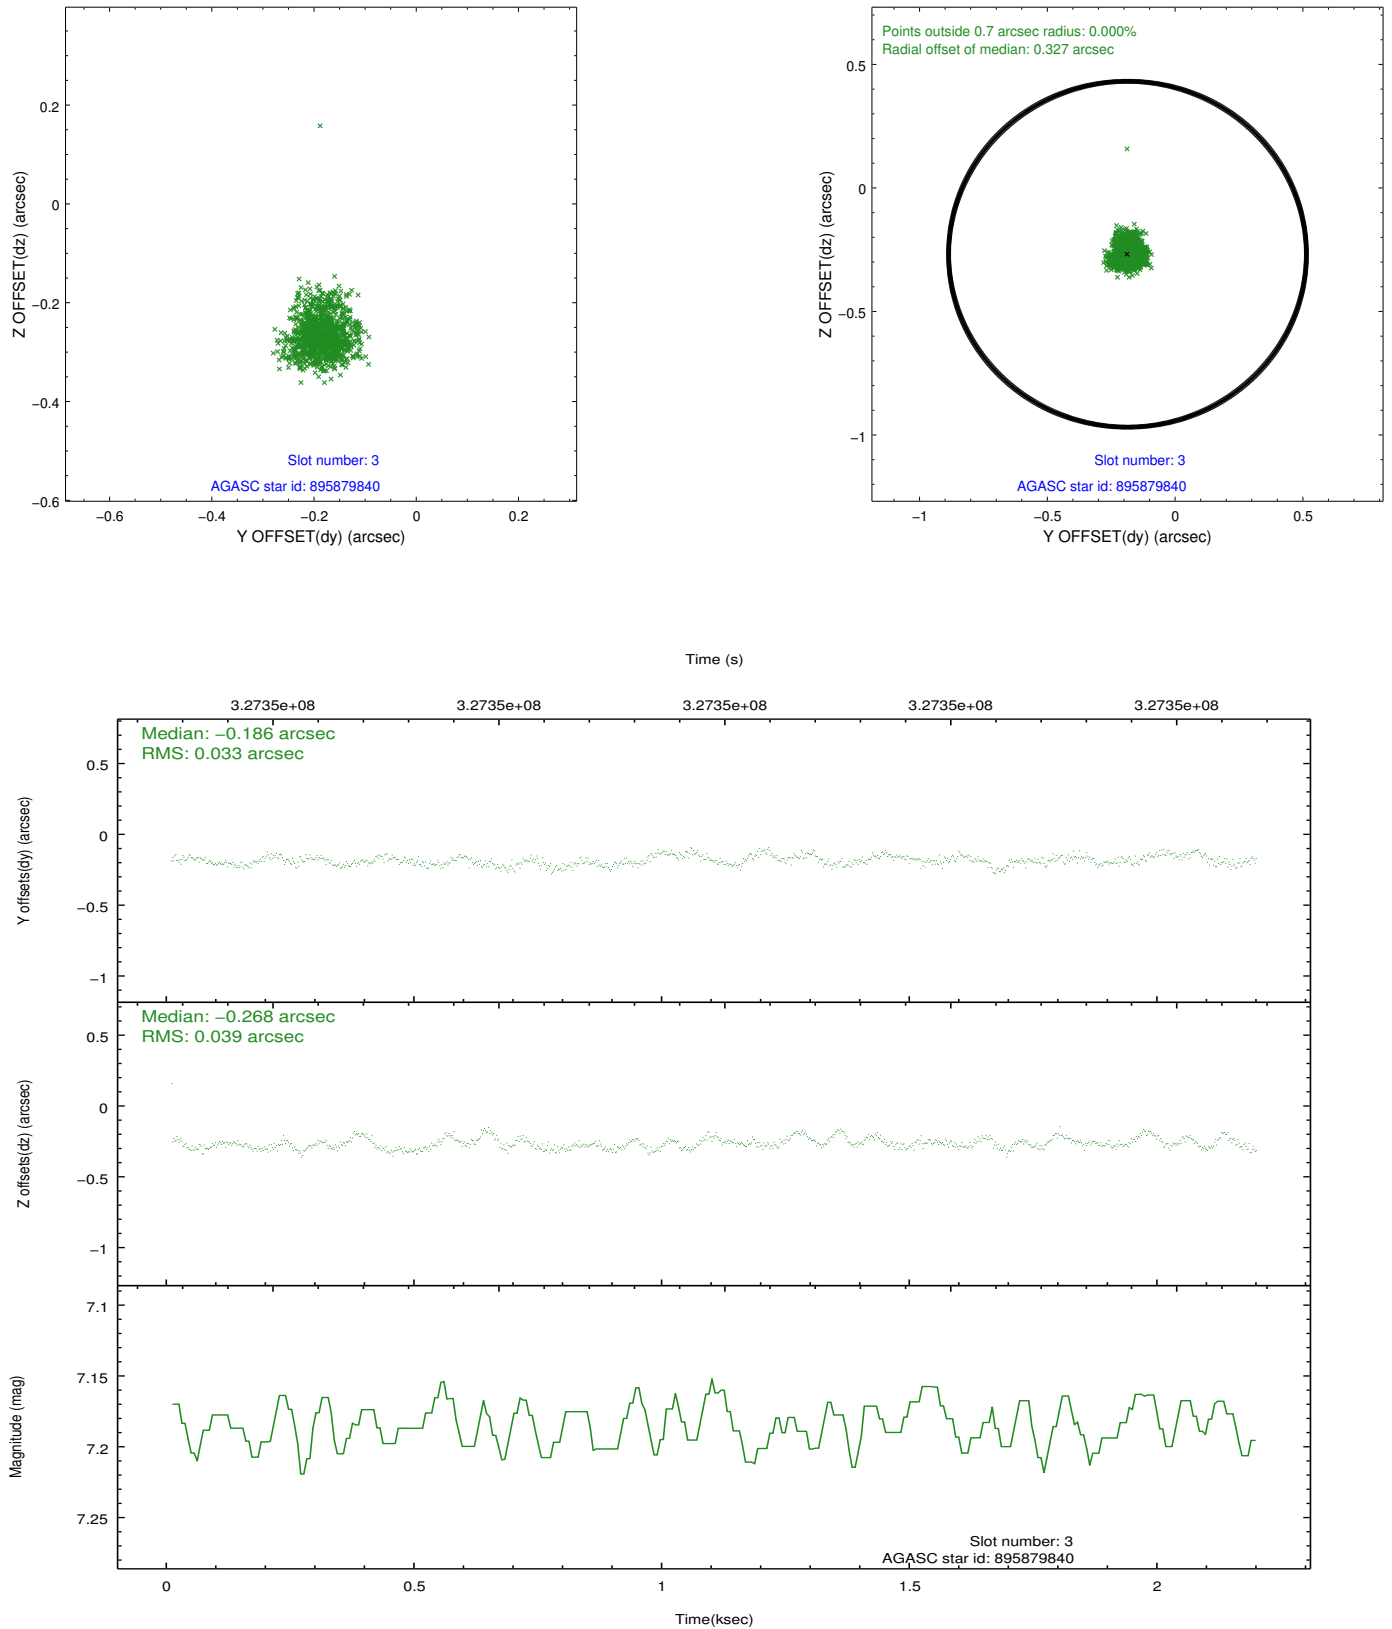 0.2
0
−0.2
−0.4
−0.6
Z OFFSET(dz) (arcsec)
Slot number: 3
AGASC star id: 895879840
−0.6
−0.4
−0.2
0
0.2
Y OFFSET(dy) (arcsec)
Points outside 0.7 arcsec radius: 0.000%
Radial offset of median: 0.327 arcsec
0.5
0
−0.5
−1
Z OFFSET(dz) (arcsec)
Slot number: 3
AGASC star id: 895879840
−1
−0.5
0
0.5
Y OFFSET(dy) (arcsec)
Time (s)
3.2735e+08
3.2735e+08
3.2735e+08
3.2735e+08
3.2735e+08
Median: −0.186 arcsec
RMS: 0.033 arcsec
0.5
0
−0.5
−1
Y offsets(dy) (arcsec)
Median: −0.268 arcsec
RMS: 0.039 arcsec
0.5
0
−0.5
−1
Z offsets(dz) (arcsec)
7.1
7.15
7.2
7.25
Magnitude (mag)
Slot number: 3
AGASC star id: 895879840
0
0.5
1
1.5
2
Time(ksec)